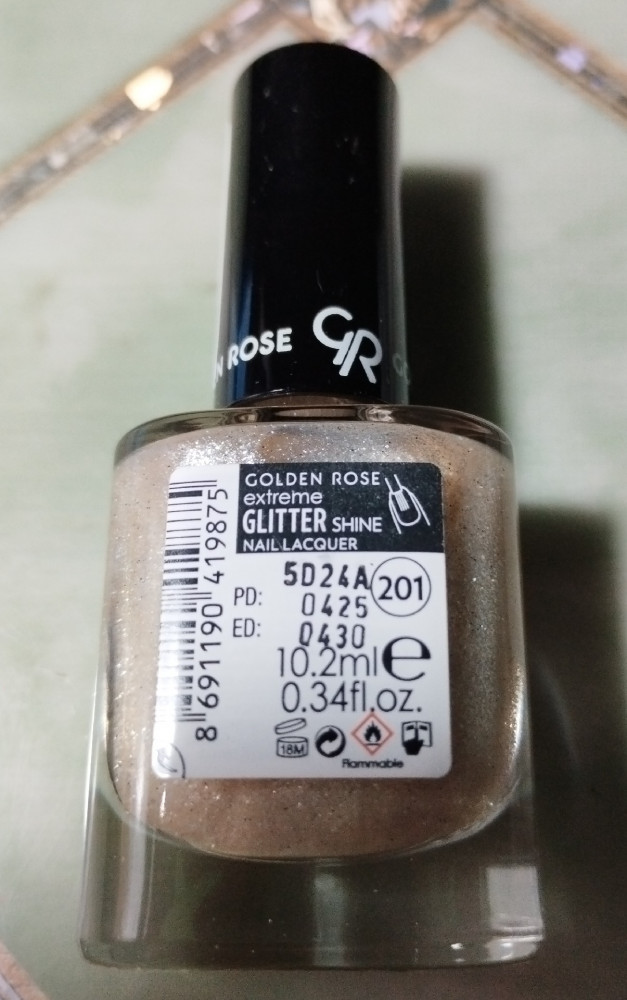 N ROSE
GR
GO
GOLDEN ROSE
extreme
GLITTER SHINE
NAIL LACQUER
5D24A
201
PD: 0425
ED: 0430
10.2ml e
0.34fl.oz.
18M
flammable
8 691190 419875